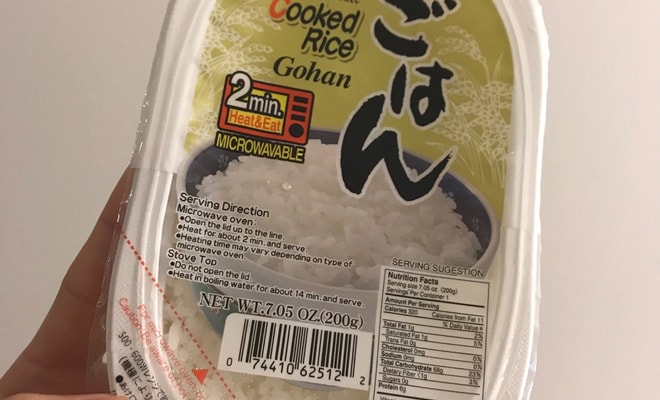 Cooked
Rice
Gohan
ごはん
2 min.
Heat&Eat
MICROWAVABLE
Serving Direction
Microwave oven:
●Open the lid up to the line.
●Heat for about 2 min. and serve.
●Heating time may vary depending on type of
microwave oven.
Stove Top
●Do not open the lid.
●Heat in boiling water for about 14 min. and serve.
NET WT.7.05 OZ.(200g)
0 74410 62512 2
SERVING SUGESTION
Nutrition Facts
Serving size 7.05 oz. (200g)
Servings Per Container 1
Amount Per Serving
Calories 320 Calories from Fat 11
% Daily Value
Total Fat 1g
Saturated Fat 1g
Trans Fat 0g
Cholesterol 0mg
Sodium 0mg
Total Carbohydrate 68g 23%
Dietary Fiber <1g 3%
Sugars 0g
Protein 6g